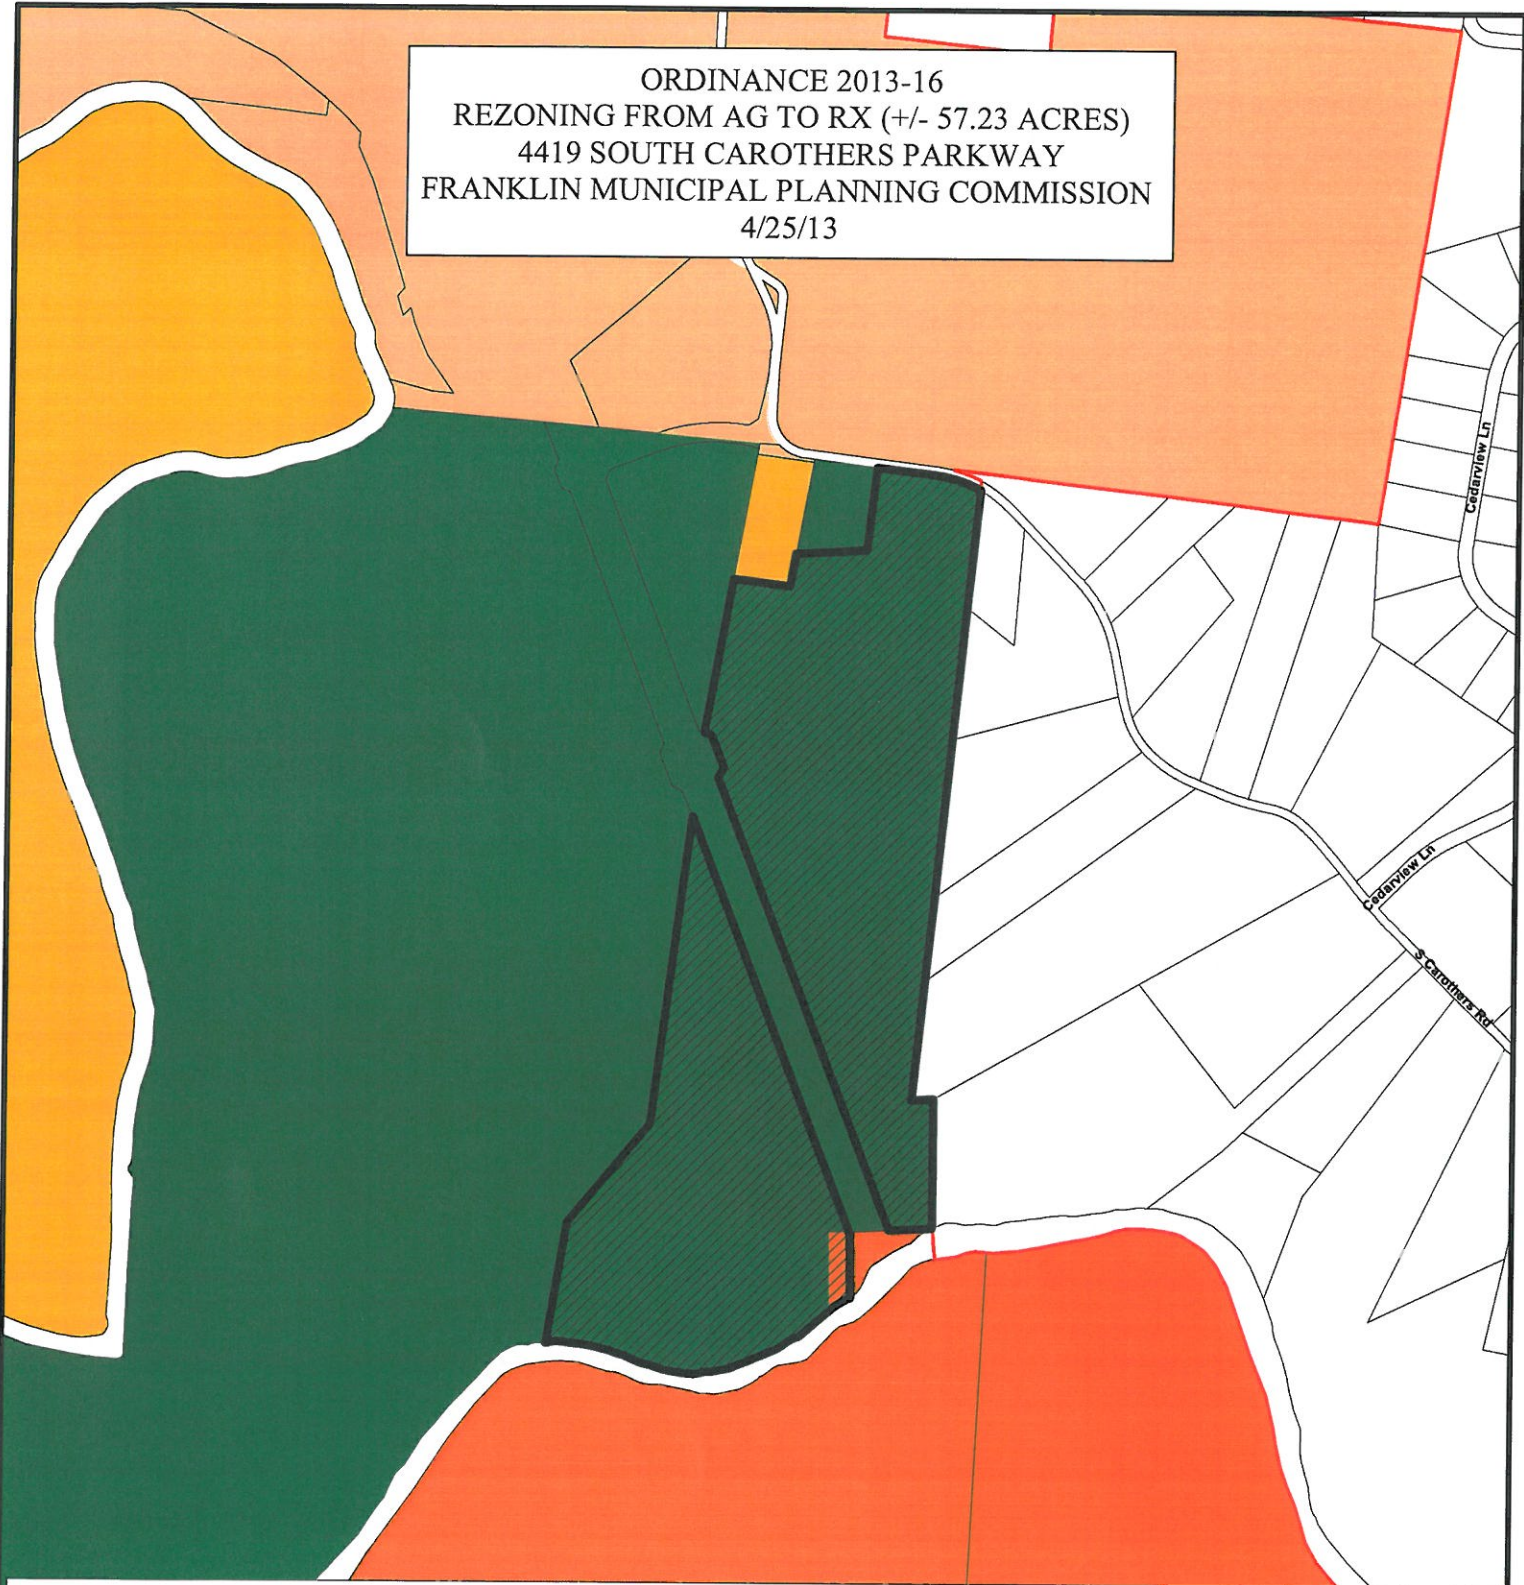 ORDINANCE 2013-16
REZONING FROM AG TO RX (+/- 57.23 ACRES)
4419 SOUTH CAROTHERS PARKWAY
FRANKLIN MUNICIPAL PLANNING COMMISSION
4/25/13
Cedarview Ln
Cedarview Ln
S Carothers Rd